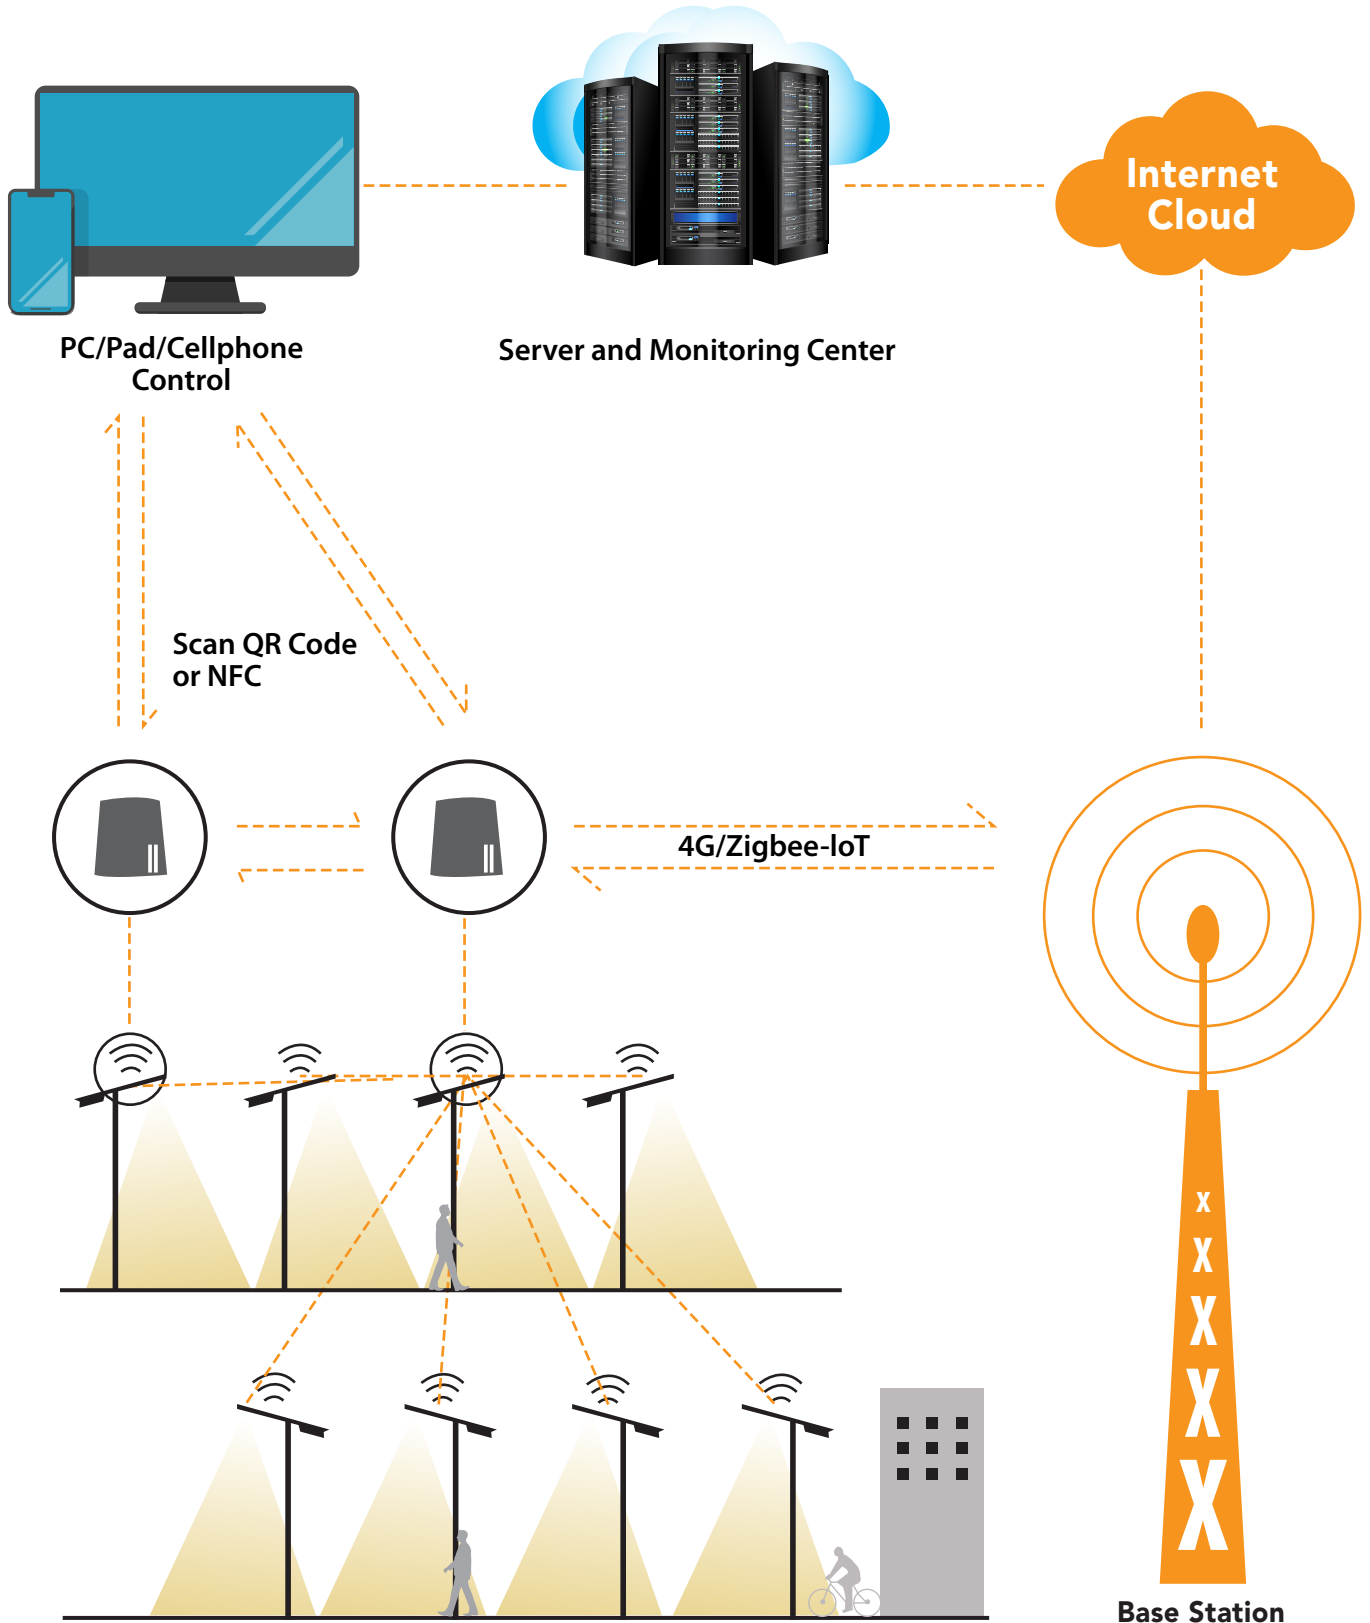 Internet
Cloud
PC/Pad/Cellphone
Control
Server and Monitoring Center
Scan QR Code
or NFC
4G/Zigbee-IoT
Base Station